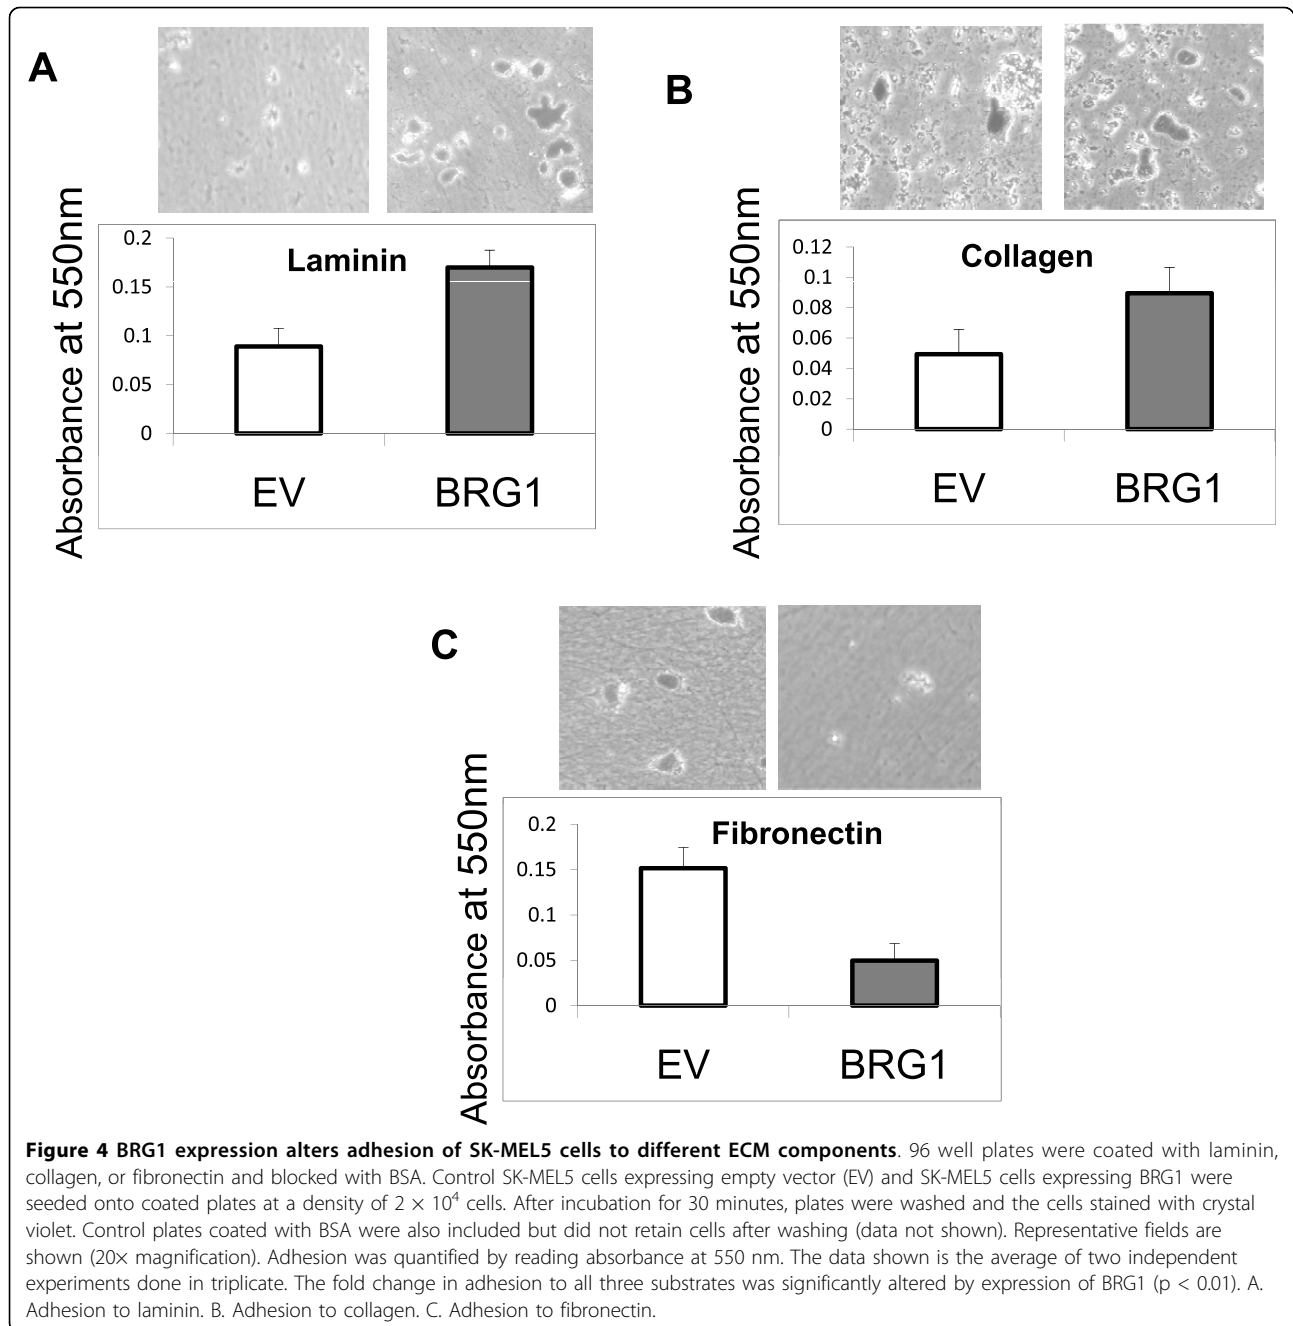 A
Absorbance at 550nm
Laminin
0.2
0.15
0.1
0.05
0
EV BRG1
B
Absorbance at 550nm
Collagen
0.12
0.1
0.08
0.06
0.04
0.02
0
EV BRG1
C
Absorbance at 550nm
Fibronectin
0.2
0.15
0.1
0.05
0
EV BRG1
Figure 4 BRG1 expression alters adhesion of SK-MEL5 cells to different ECM components. 96 well plates were coated with laminin,
collagen, or fibronectin and blocked with BSA. Control SK-MEL5 cells expressing empty vector (EV) and SK-MEL5 cells expressing BRG1 were
seeded onto coated plates at a density of 2 × 10⁴ cells. After incubation for 30 minutes, plates were washed and the cells stained with crystal
violet. Control plates coated with BSA were also included but did not retain cells after washing (data not shown). Representative fields are
shown (20× magnification). Adhesion was quantified by reading absorbance at 550 nm. The data shown is the average of two independent
experiments done in triplicate. The fold change in adhesion to all three substrates was significantly altered by expression of BRG1 (p < 0.01). A.
Adhesion to laminin. B. Adhesion to collagen. C. Adhesion to fibronectin.